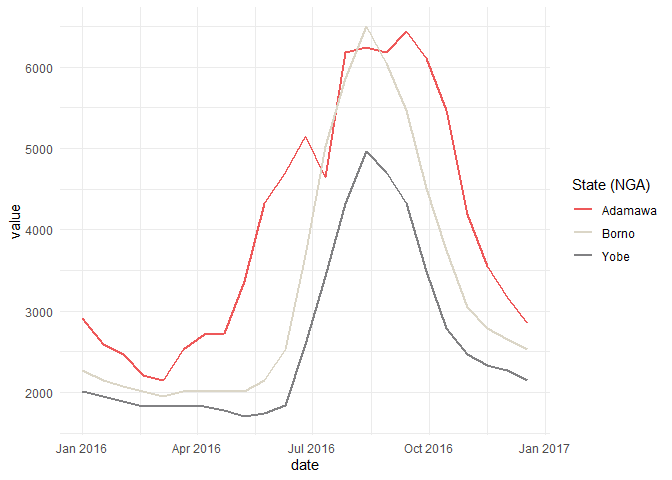 6000
5000
4000
3000
2000
value
Jan 2016
Apr 2016
Jul 2016
Oct 2016
Jan 2017
date
State (NGA)
Adamawa
Borno
Yobe